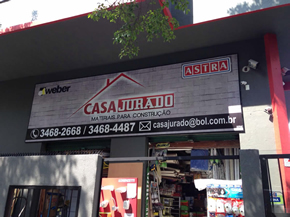 weber
ASTRA
CASA JURADO
MATERIAIS PARA CONSTRUÇÃO
3468-2668 / 3468-4487 casajurado@bol.com.br